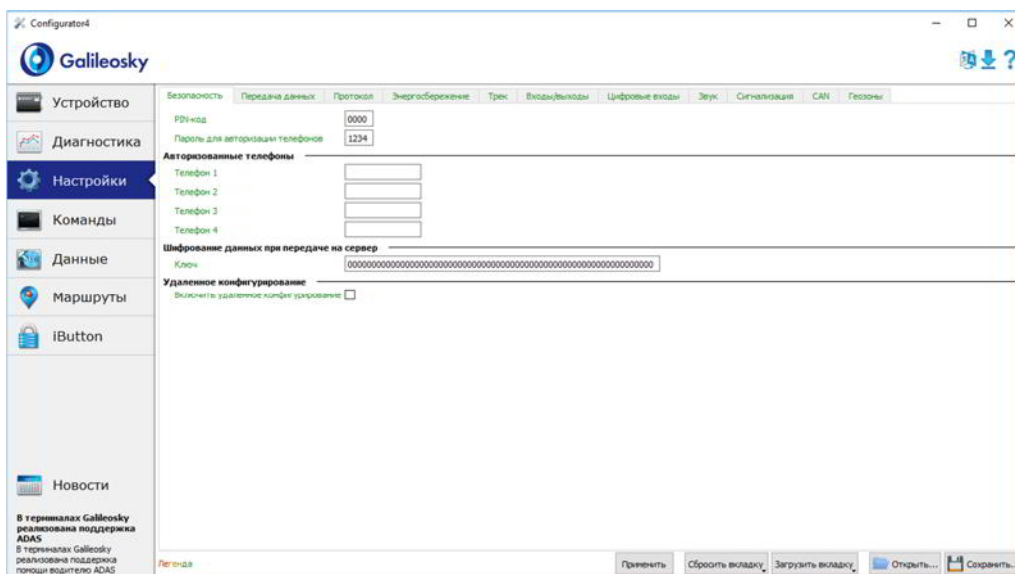 Configurator4
Galileosky
Устройство
Диагностика
Настройки
Команды
Данные
Маршруты
iButton
Новости
В терминалах Galileosky
реализована поддержка
ADAS
В терминалах Galileosky
реализована поддержка
помощи водителю ADAS
Безопасность Передача данных Протокол Энергосбережение Трек Входы/выходы Цифровые входы Звук Сигнализация CAN Геозоны
PIN-код 0000
Пароль для авторизации телефонов 1234
Авторизованные телефоны
Телефон 1
Телефон 2
Телефон 3
Телефон 4
Шифрование данных при передаче на сервер
Ключ 0000000000000000000000000000000000000000000000000000000000000000
Удаленное конфигурирование
Включить удаленное конфигурирование
Легенда Применить Сбросить вкладку Загрузить вкладку Открыть... Сохранить...